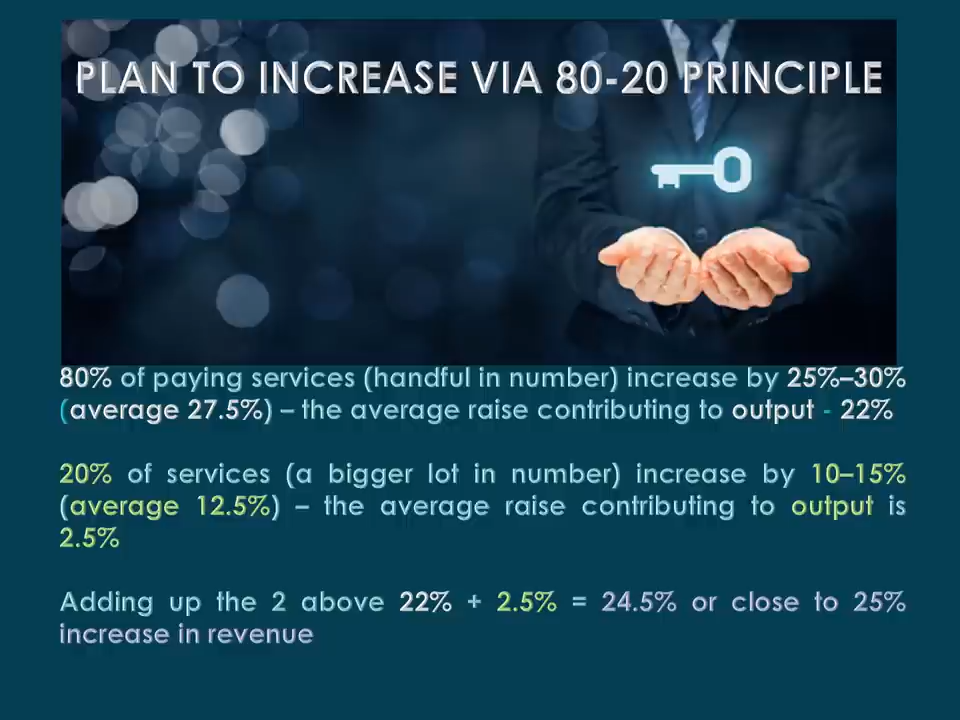 PLAN TO INCREASE VIA 80-20 PRINCIPLE
80% of paying services (handful in number) increase by 25%–30%
(average 27.5%) – the average raise contributing to output - 22%
20% of services (a bigger lot in number) increase by 10–15%
(average 12.5%) – the average raise contributing to output is
2.5%
Adding up the 2 above 22% + 2.5% = 24.5% or close to 25%
increase in revenue